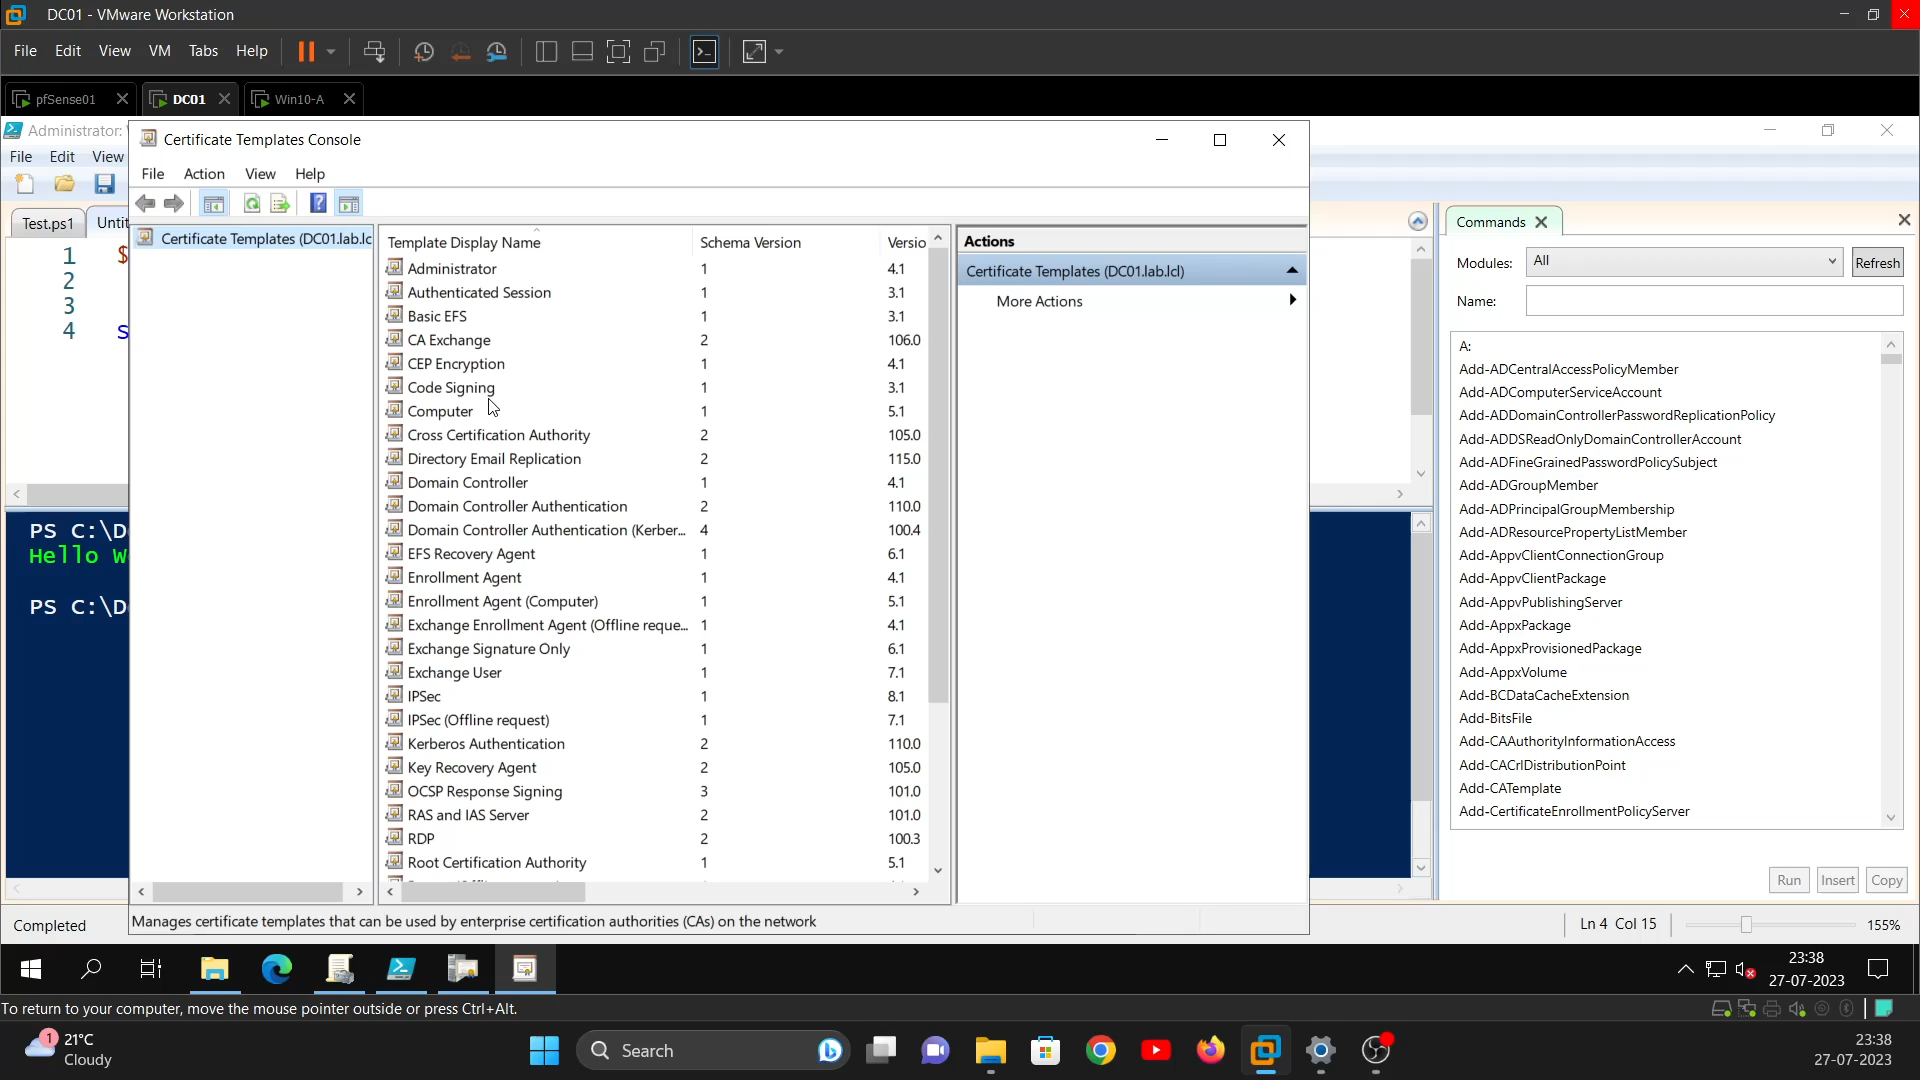 DC01 - VMware Workstation
File Edit View VM Tabs Help
pfSense01
DC01
Win10-A
Administrator:
File Edit View
Test.ps1
1
2
3
4
PS C:\D
Hello W
PS C:\D
Completed
Certificate Templates Console
File Action View Help
Certificate Templates (DC01.lab.lc
Template Display Name Schema Version Versio
Administrator 1 4.1
Authenticated Session 1 3.1
Basic EFS 1 3.1
CA Exchange 2 106.0
CEP Encryption 1 4.1
Code Signing 1 3.1
Computer 1 5.1
Cross Certification Authority 2 105.0
Directory Email Replication 2 115.0
Domain Controller 1 4.1
Domain Controller Authentication 2 110.0
Domain Controller Authentication (Kerber... 4 100.4
EFS Recovery Agent 1 6.1
Enrollment Agent 1 4.1
Enrollment Agent (Computer) 1 5.1
Exchange Enrollment Agent (Offline reque... 1 4.1
Exchange Signature Only 1 6.1
Exchange User 1 7.1
IPSec 1 8.1
IPSec (Offline request) 1 7.1
Kerberos Authentication 2 110.0
Key Recovery Agent 2 105.0
OCSP Response Signing 3 101.0
RAS and IAS Server 2 101.0
RDP 2 100.3
Root Certification Authority 1 5.1
Actions
Certificate Templates (DC01.lab.lcl)
More Actions
Manages certificate templates that can be used by enterprise certification authorities (CAs) on the network
Commands
Modules: All Refresh
Name:
A:
Add-ADCentralAccessPolicyMember
Add-ADComputerServiceAccount
Add-ADDomainControllerPasswordReplicationPolicy
Add-ADDSReadOnlyDomainControllerAccount
Add-ADFineGrainedPasswordPolicySubject
Add-ADGroupMember
Add-ADPrincipalGroupMembership
Add-ADResourcePropertyListMember
Add-AppvClientConnectionGroup
Add-AppvClientPackage
Add-AppvPublishingServer
Add-AppxPackage
Add-AppxProvisionedPackage
Add-AppxVolume
Add-BCDataCacheExtension
Add-BitsFile
Add-CAAuthorityInformationAccess
Add-CACrlDistributionPoint
Add-CATemplate
Add-CertificateEnrollmentPolicyServer
Run Insert Copy
Ln 4 Col 15
155%
23:38
27-07-2023
To return to your computer, move the mouse pointer outside or press Ctrl+Alt.
1
21°C
Cloudy
Search
23:38
27-07-2023